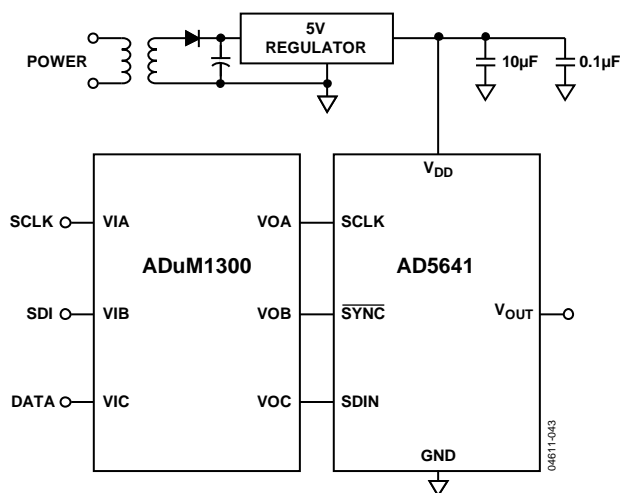 5V
REGULATOR
POWER
10µF
0.1µF
VDD
SCLK
VIA
VOA
SCLK
ADuM1300
AD5641
SDI
VIB
VOB
SYNC
VOUT
DATA
VIC
VOC
SDIN
GND
04611-043